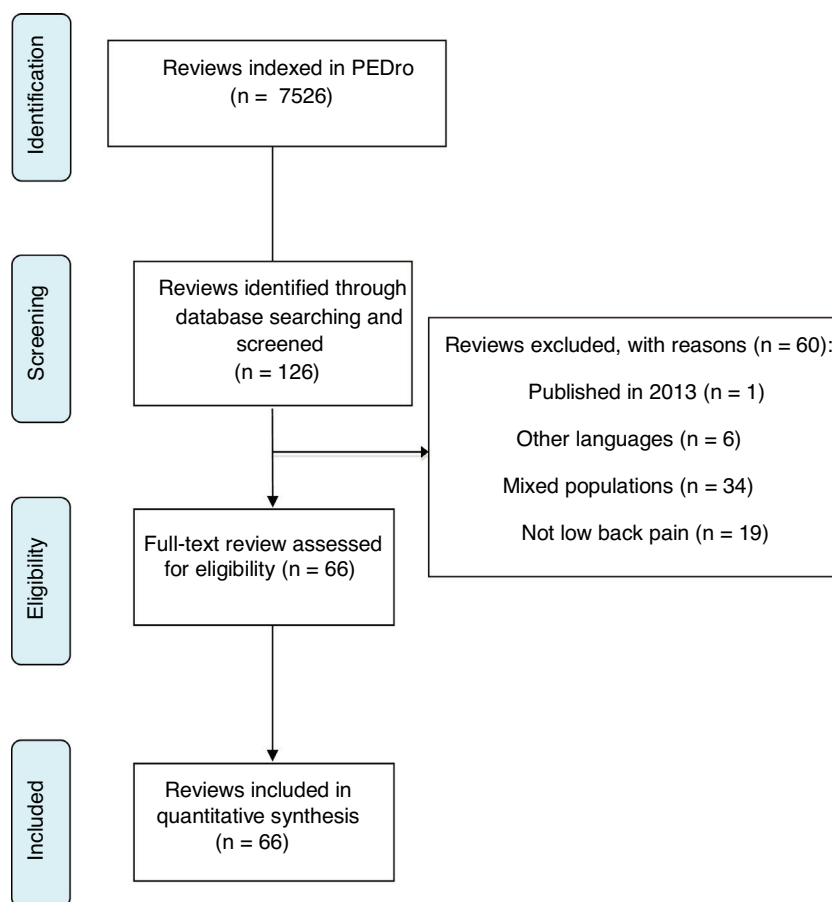 Identification
Reviews indexed in PEDro
(n = 7526)
Screening
Reviews identified through
database searching and
screened
(n = 126)
Reviews excluded, with reasons (n = 60):
Published in 2013 (n = 1)
Other languages (n = 6)
Mixed populations (n = 34)
Not low back pain (n = 19)
Eligibility
Full-text review assessed
for eligibility (n = 66)
Included
Reviews included in
quantitative synthesis
(n = 66)